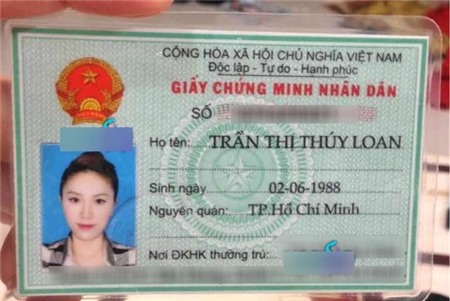 CỘNG HÒA XÃ HỘI CHỦ NGHĨA VIỆT NAM
Độc lập - Tự do - Hạnh phúc
GIẤY CHỨNG MINH NHÂN DÂN
SỐ
Họ tên: TRẦN THỊ THÚY LOAN
Sinh ngày 02-06-1988
Nguyên quán: TP.Hồ Chí Minh
Nơi ĐKHK thường trú: